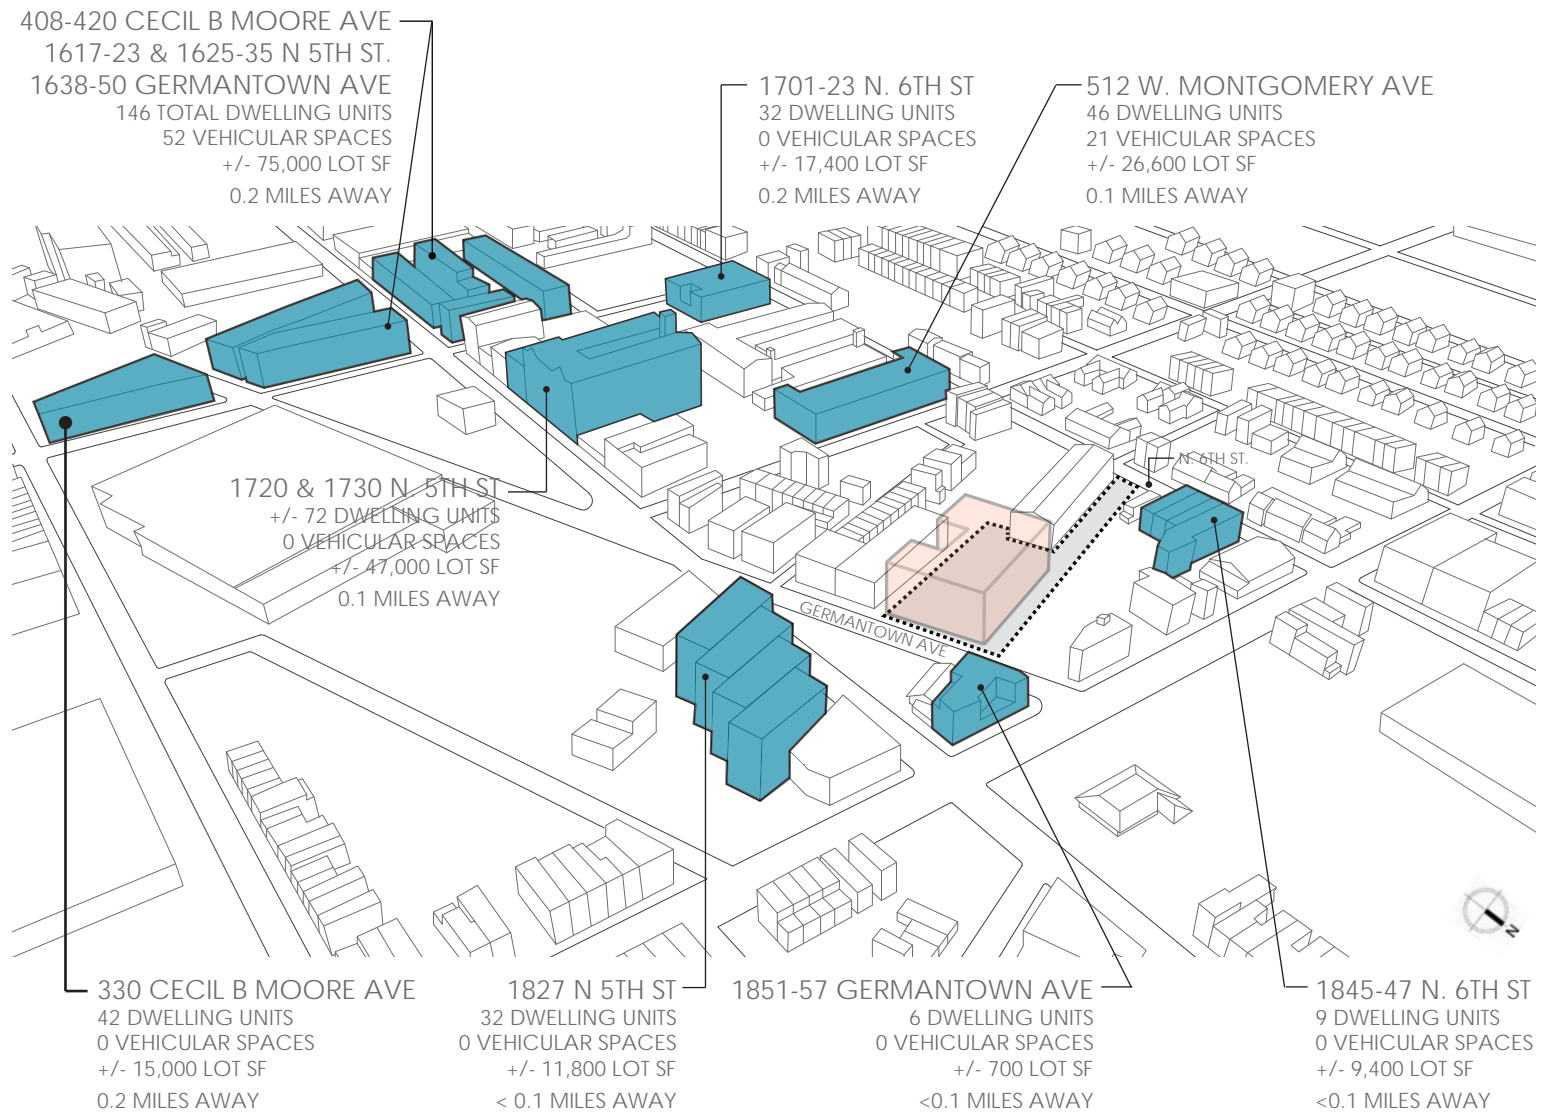 408-420 CECIL B MOORE AVE
1617-23 & 1625-35 N 5TH ST.
1638-50 GERMANTOWN AVE
146 TOTAL DWELLING UNITS
52 VEHICULAR SPACES
+/- 75,000 LOT SF
0.2 MILES AWAY
1701-23 N. 6TH ST
32 DWELLING UNITS
0 VEHICULAR SPACES
+/- 17,400 LOT SF
0.2 MILES AWAY
512 W. MONTGOMERY AVE
46 DWELLING UNITS
21 VEHICULAR SPACES
+/- 26,600 LOT SF
0.1 MILES AWAY
N. 6TH ST.
1720 & 1730 N. 5TH ST
+/- 72 DWELLING UNITS
0 VEHICULAR SPACES
+/- 47,000 LOT SF
0.1 MILES AWAY
GERMANTOWN AVE
N
330 CECIL B MOORE AVE
42 DWELLING UNITS
0 VEHICULAR SPACES
+/- 15,000 LOT SF
0.2 MILES AWAY
1827 N 5TH ST
32 DWELLING UNITS
0 VEHICULAR SPACES
+/- 11,800 LOT SF
< 0.1 MILES AWAY
1851-57 GERMANTOWN AVE
6 DWELLING UNITS
0 VEHICULAR SPACES
+/- 700 LOT SF
<0.1 MILES AWAY
1845-47 N. 6TH ST
9 DWELLING UNITS
0 VEHICULAR SPACES
+/- 9,400 LOT SF
<0.1 MILES AWAY